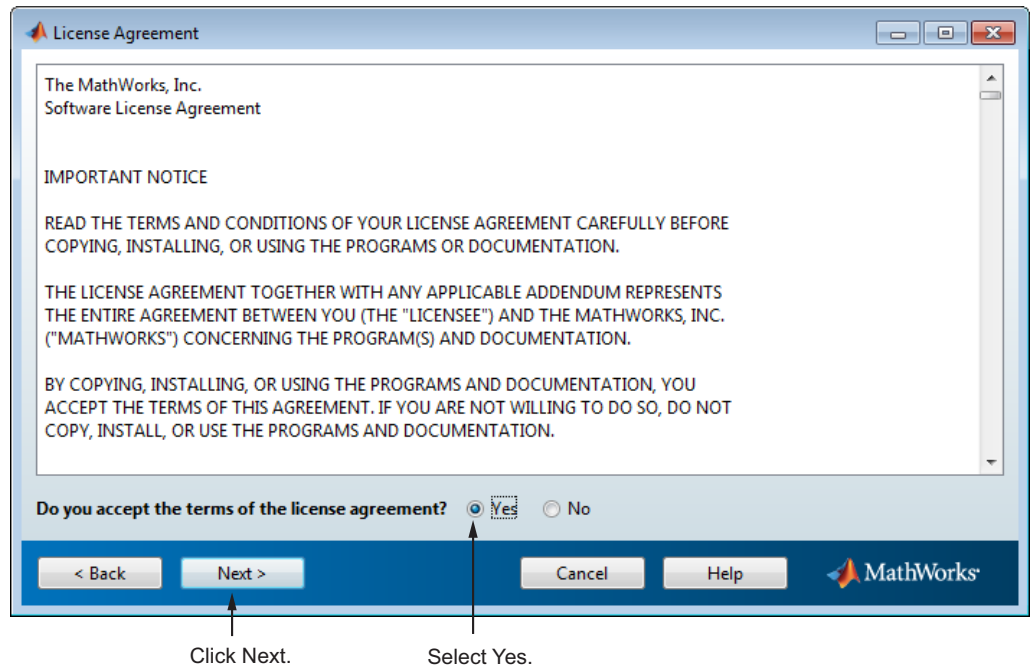 License Agreement
The MathWorks, Inc.
Software License Agreement
IMPORTANT NOTICE
READ THE TERMS AND CONDITIONS OF YOUR LICENSE AGREEMENT CAREFULLY BEFORE
COPYING, INSTALLING, OR USING THE PROGRAMS OR DOCUMENTATION.
THE LICENSE AGREEMENT TOGETHER WITH ANY APPLICABLE ADDENDUM REPRESENTS
THE ENTIRE AGREEMENT BETWEEN YOU (THE "LICENSEE") AND THE MATHWORKS, INC.
("MATHWORKS") CONCERNING THE PROGRAM(S) AND DOCUMENTATION.
BY COPYING, INSTALLING, OR USING THE PROGRAMS AND DOCUMENTATION, YOU
ACCEPT THE TERMS OF THIS AGREEMENT. IF YOU ARE NOT WILLING TO DO SO, DO NOT
COPY, INSTALL, OR USE THE PROGRAMS AND DOCUMENTATION.
Do you accept the terms of the license agreement? Yes No
< Back Next > Cancel Help MathWorks®
Click Next. Select Yes.